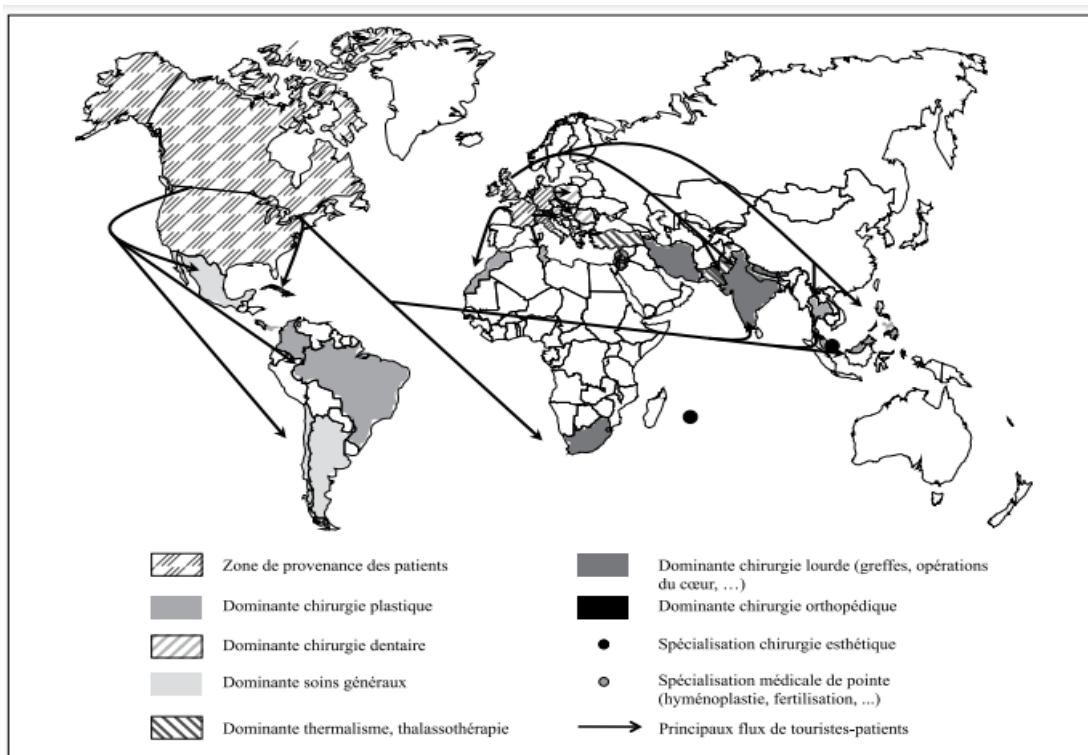 Zone de provenance des patients
Dominante chirurgie plastique
Dominante chirurgie dentaire
Dominante soins généraux
Dominante thermalisme, thalassothérapie
Dominante chirurgie lourde (greffes, opérations
du cœur, …)
Dominante chirurgie orthopédique
Spécialisation chirurgie esthétique
Spécialisation médicale de pointe
(hyménoplastie, fertilisation, ...)
Principaux flux de touristes-patients